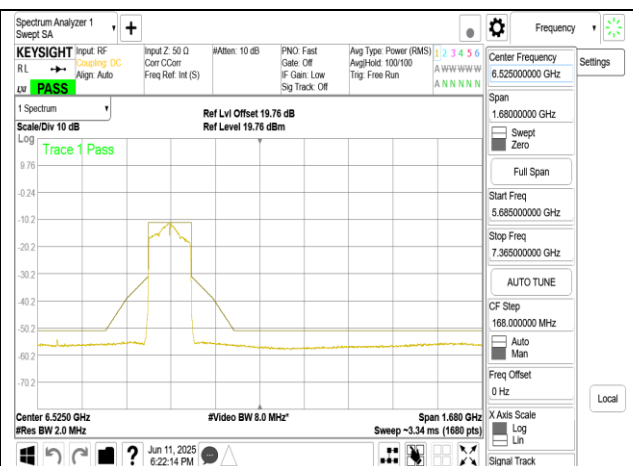 Spectrum Analyzer 1
Swept SA
Frequency
KEYSIGHT
Input: RF
Coupling: DC
Align: Auto
Input Z: 50 Ω
Corr CCorr
Freq Ref: Int (S)
#Atten: 10 dB
PNO: Fast
Gate: Off
IF Gain: Low
Sig Track: Off
Avg Type: Power (RMS)
Avg|Hold: 100/100
Trig: Free Run
1 2 3 4 5 6
A W W W W W
A N N N N N
RL
LXI
PASS
1 Spectrum
Scale/Div 10 dB
Ref Lvl Offset 19.76 dB
Ref Level 19.76 dBm
Log
Trace 1 Pass
9.76
-0.24
-10.2
-20.2
-30.2
-40.2
-50.2
-60.2
-70.2
Center 6.5250 GHz
#Res BW 2.0 MHz
#Video BW 8.0 MHz*
Span 1.680 GHz
Sweep ~3.34 ms (1680 pts)
?
Jun 11, 2025
6:22:14 PM
Center Frequency
6.525000000 GHz
Settings
Span
1.68000000 GHz
Swept
Zero
Full Span
Start Freq
5.685000000 GHz
Stop Freq
7.365000000 GHz
AUTO TUNE
CF Step
168.000000 MHz
Auto
Man
Freq Offset
0 Hz
X Axis Scale
Log
Lin
Signal Track
Local